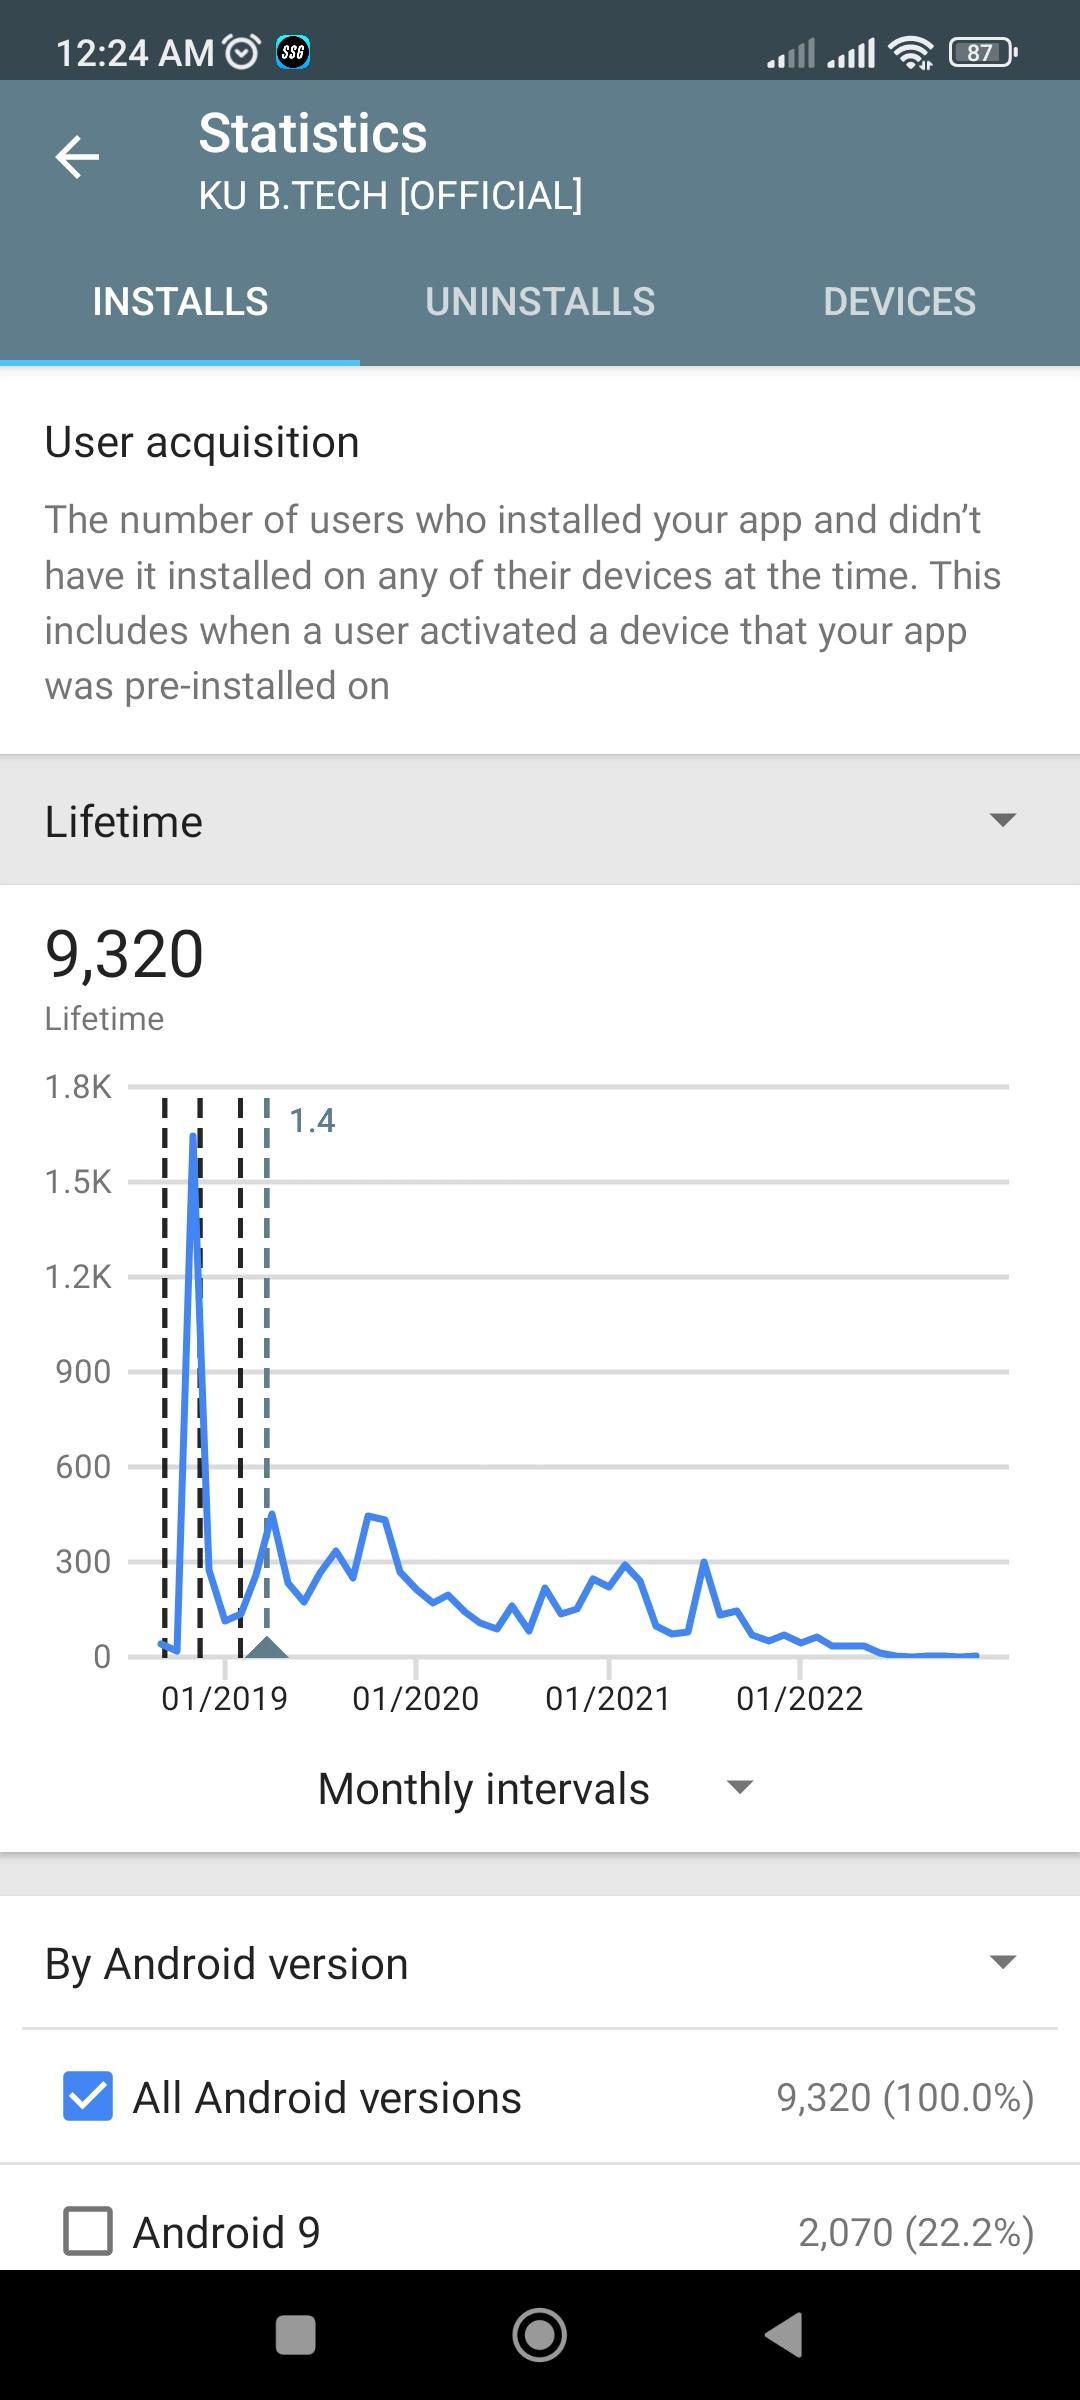 12:24 AM SSG 87
Statistics
KU B.TECH [OFFICIAL]
INSTALLS UNINSTALLS DEVICES
User acquisition
The number of users who installed your app and didn’t
have it installed on any of their devices at the time. This
includes when a user activated a device that your app
was pre-installed on
Lifetime
9,320
Lifetime
1.8K
1.4
1.5K
1.2K
900
600
300
0
01/2019 01/2020 01/2021 01/2022
Monthly intervals
By Android version
All Android versions 9,320 (100.0%)
Android 9 2,070 (22.2%)